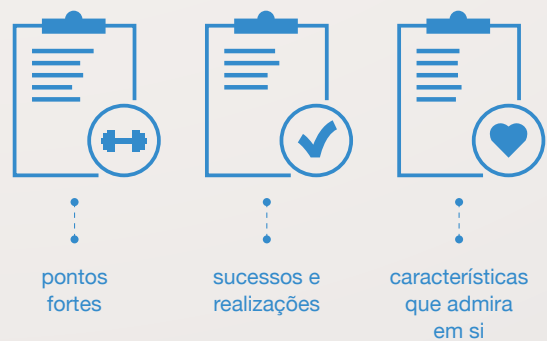 pontos
fortes
sucessos e
realizações
características
que admira
em si